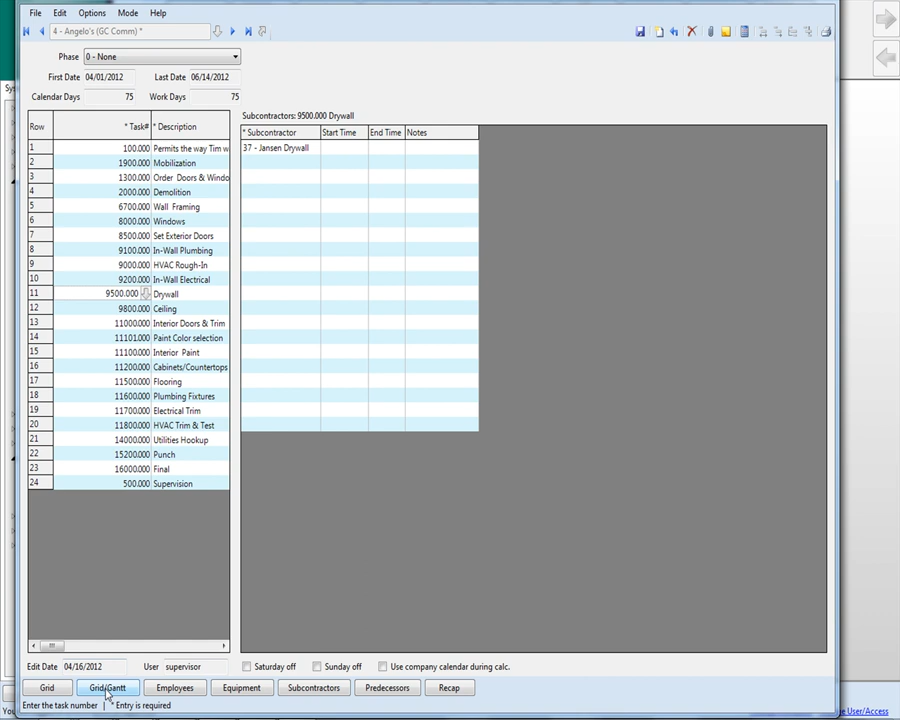 File Edit Options Mode Help
4 - Angelo's (GC Comm) *
Phase 0 - None
First Date 04/01/2012 Last Date 06/14/2012
Calendar Days 75 Work Days 75
Subcontractors: 9500.000 Drywall
Row * Task# * Description
* Subcontractor Start Time End Time Notes
37 - Jansen Drywall
1 100.000 Permits the way Tim w
2 1900.000 Mobilization
3 1300.000 Order Doors & Windo
4 2000.000 Demolition
5 6700.000 Wall Framing
6 8000.000 Windows
7 8500.000 Set Exterior Doors
8 9100.000 In-Wall Plumbing
9 9000.000 HVAC Rough-In
10 9200.000 In-Wall Electrical
11 9500.000 Drywall
12 9800.000 Ceiling
13 11000.000 Interior Doors & Trim
14 11101.000 Paint Color selection
15 11100.000 Interior Paint
16 11200.000 Cabinets/Countertops
17 11500.000 Flooring
18 11600.000 Plumbing Fixtures
19 11700.000 Electrical Trim
20 11800.000 HVAC Trim & Test
21 14000.000 Utilities Hookup
22 15200.000 Punch
23 16000.000 Final
24 500.000 Supervision
Edit Date 04/16/2012 User supervisor Saturday off Sunday off Use company calendar during calc.
Grid Grid/Gantt Employees Equipment Subcontractors Predecessors Recap
Enter the task number | * Entry is required
Sys
You
ge User/Access